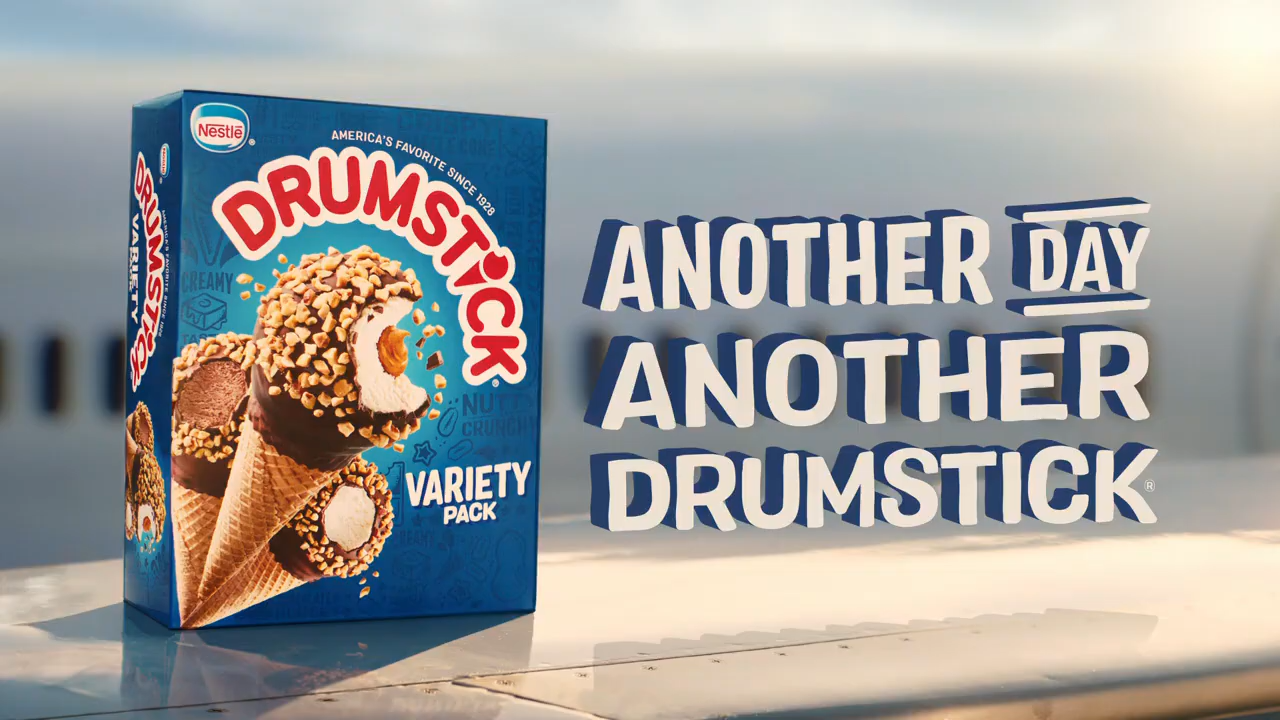 Nestlé
AMERICA'S FAVORITE SINCE 1928
DRUMSTICK®
CREAMY
NUTTY
CRUNCHY
VARIETY
PACK
DRUMSTICK
VARIETY
ANOTHER DAY
ANOTHER
DRUMSTICK®